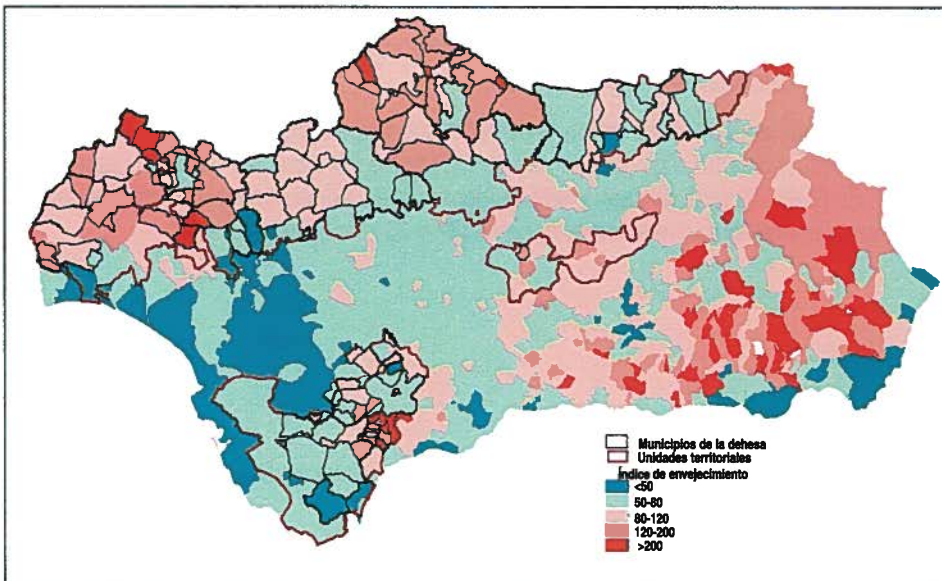 Municipios de la dehesa
Unidades territoriales
Índice de envejecimiento
<50
50-80
80-120
120-200
>200